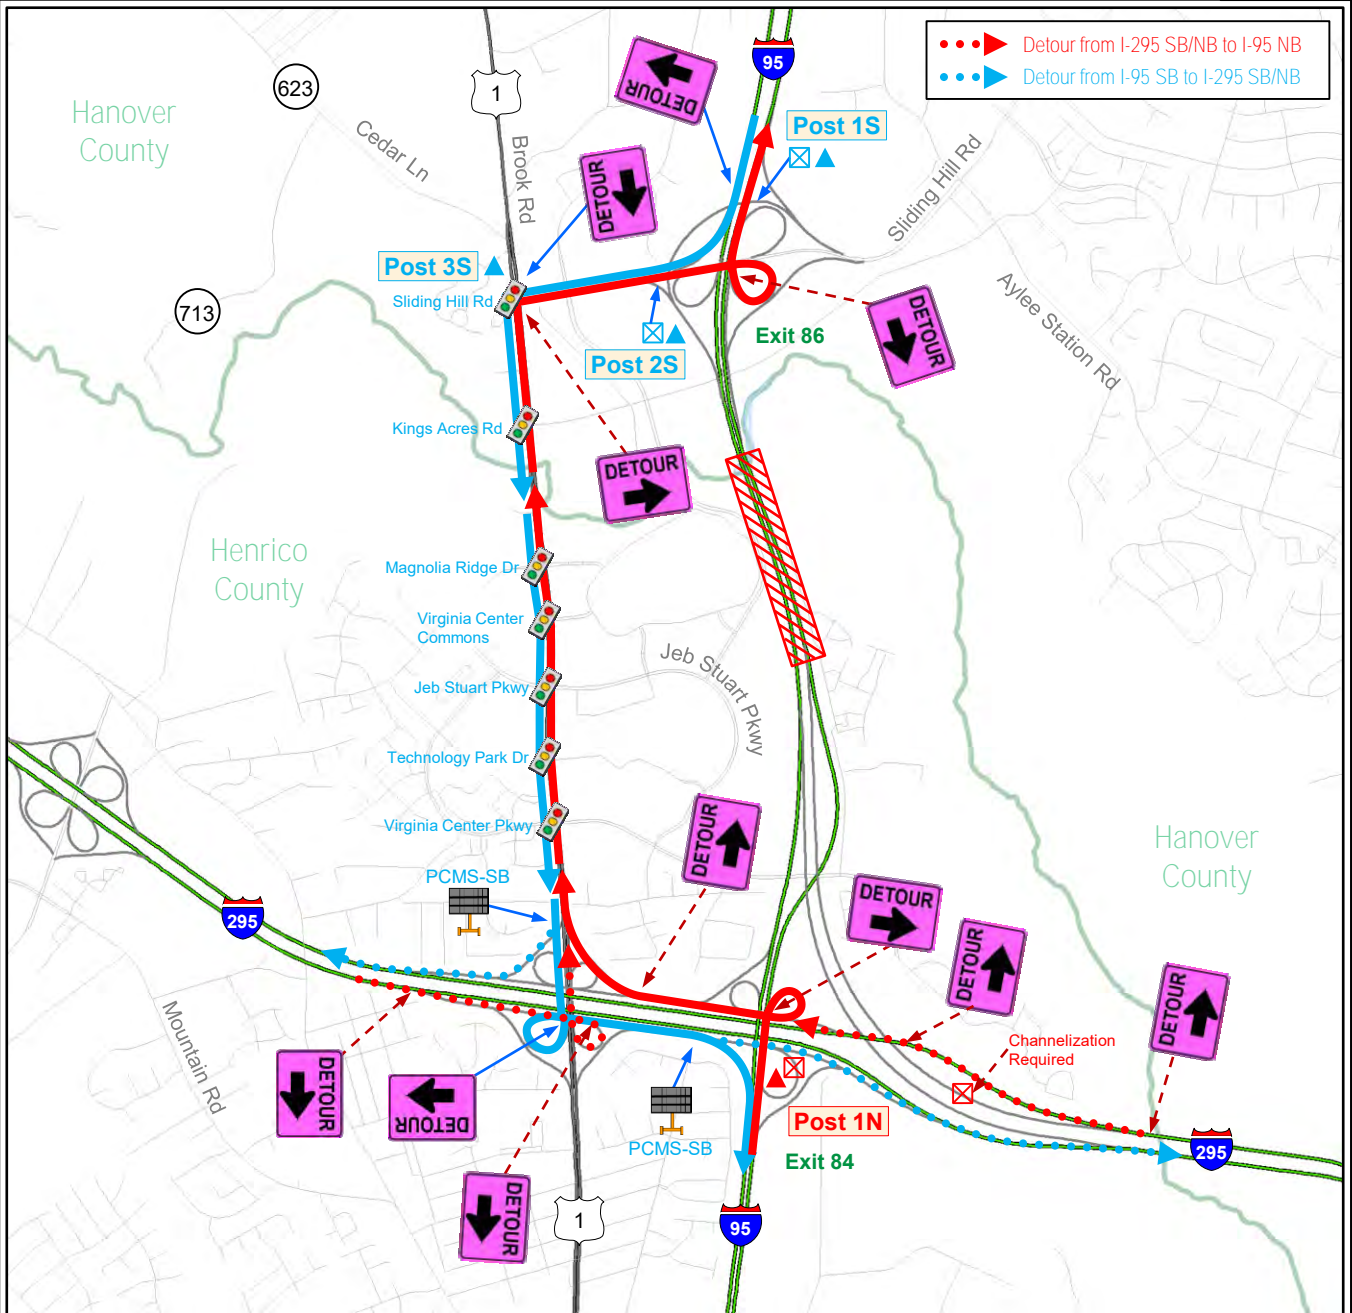 Detour from I-295 SB/NB to I-95 NB
Detour from I-95 SB to I-295 SB/NB
95
DETOUR
1
623
Hanover
County
Cedar Ln
Brook Rd
DETOUR
Post 1S
Sliding Hill Rd
Post 3S
Sliding Hill Rd
713
Aylee Station Rd
DETOUR
Exit 86
Post 2S
Kings Acres Rd
DETOUR
Henrico
County
Magnolia Ridge Dr
Virginia Center
Commons
Jeb Stuart Pkwy
Jeb Stuart Pkwy
Technology Park Dr
Virginia Center Pkwy
DETOUR
Hanover
County
PCMS-SB
295
DETOUR
DETOUR
DETOUR
Mountain Rd
Channelization
Required
DETOUR
DETOUR
Post 1N
PCMS-SB
Exit 84
295
DETOUR
1
95